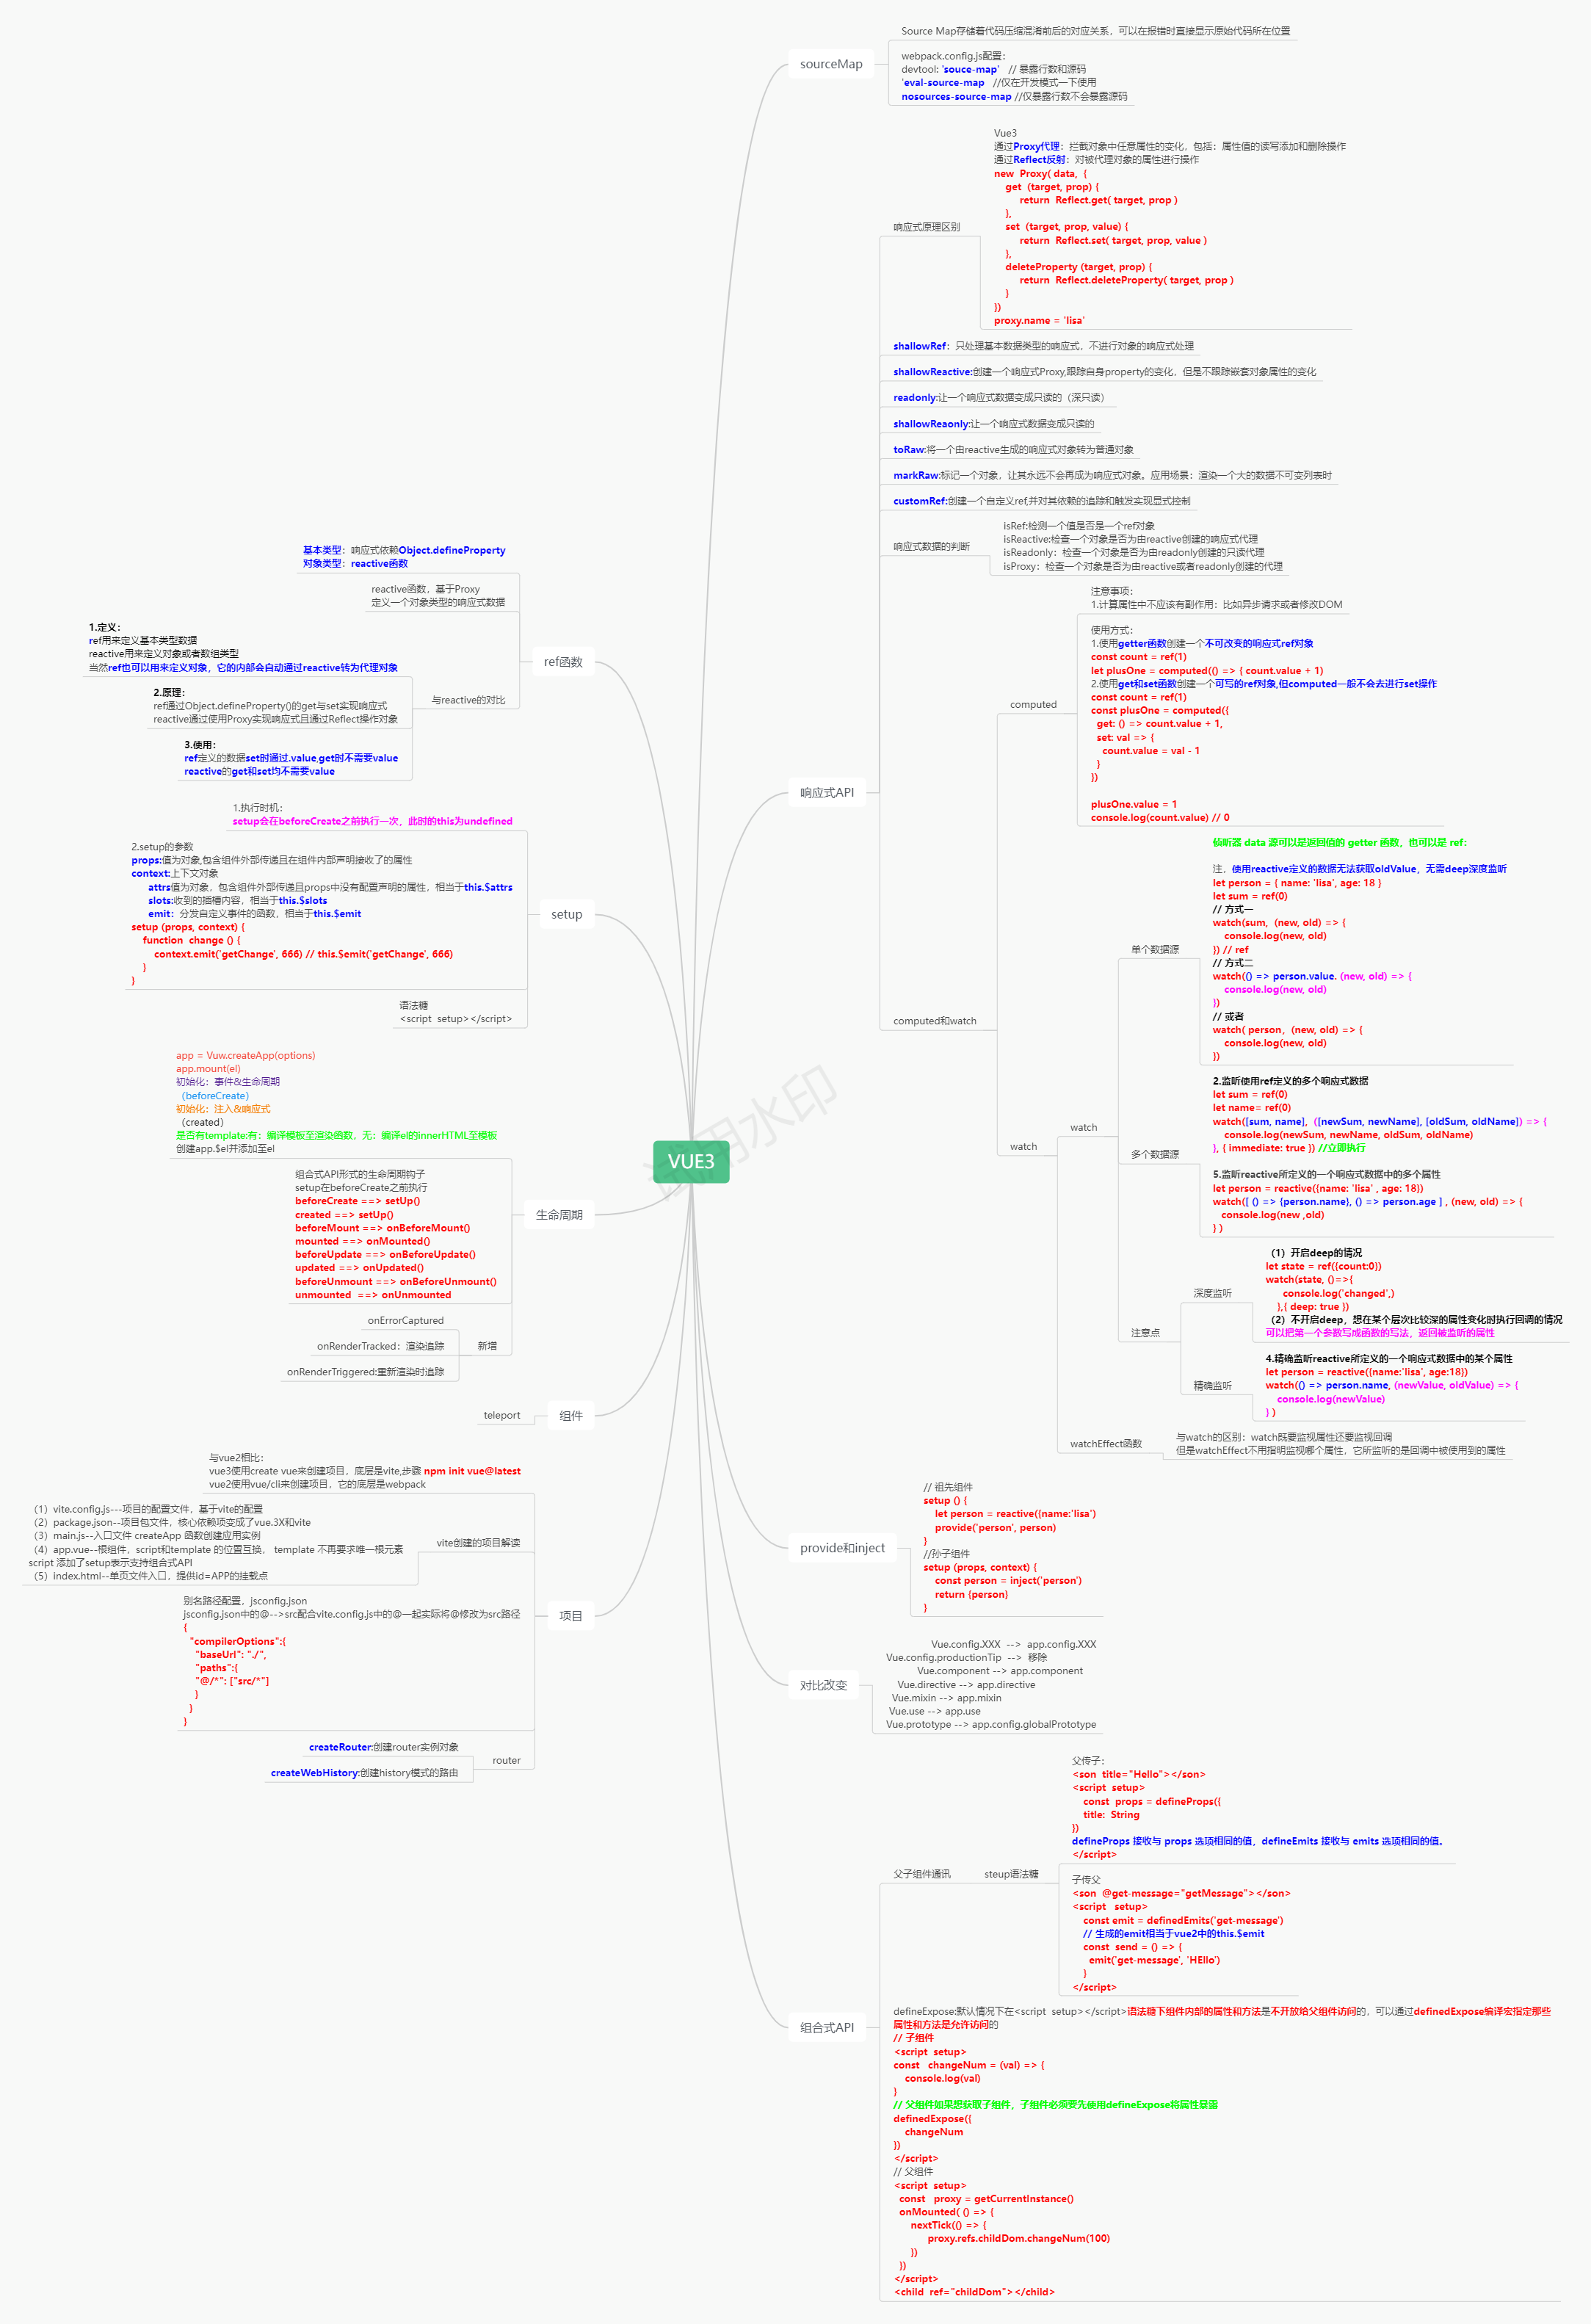 VUE3
试用水印
sourceMap
Source Map存储着代码压缩混淆前后的对应关系，可以在报错时直接显示原始代码所在位置
webpack.config.js配置：
devtool: 'souce-map'   // 暴露行数和源码
'eval-source-map   //仅在开发模式一下使用
nosources-source-map //仅暴露行数不会暴露源码
响应式API
响应式原理区别
Vue3
通过Proxy代理：拦截对象中任意属性的变化，包括：属性值的读写添加和删除操作
通过Reflect反射：对被代理对象的属性进行操作
new  Proxy( data,  {
get  (target, prop) {
return  Reflect.get( target, prop )
},
set  (target, prop, value) {
return  Reflect.set( target, prop, value )
},
deleteProperty (target, prop) {
return  Reflect.deleteProperty( target, prop )
}
})
proxy.name = 'lisa'
shallowRef：只处理基本数据类型的响应式，不进行对象的响应式处理
shallowReactive:创建一个响应式Proxy,跟踪自身property的变化，但是不跟踪嵌套对象属性的变化
readonly:让一个响应式数据变成只读的（深只读）
shallowReaonly:让一个响应式数据变成只读的
toRaw:将一个由reactive生成的响应式对象转为普通对象
markRaw:标记一个对象，让其永远不会再成为响应式对象。应用场景：渲染一个大的数据不可变列表时
customRef:创建一个自定义ref,并对其依赖的追踪和触发实现显式控制
响应式数据的判断
isRef:检测一个值是否是一个ref对象
isReactive:检查一个对象是否为由reactive创建的响应式代理
isReadonly：检查一个对象是否为由readonly创建的只读代理
isProxy：检查一个对象是否为由reactive或者readonly创建的代理
computed和watch
computed
注意事项：
1.计算属性中不应该有副作用：比如异步请求或者修改DOM
使用方式：
1.使用getter函数创建一个不可改变的响应式ref对象
const count = ref(1)
let plusOne = computed(() => { count.value + 1)
2.使用get和set函数创建一个可写的ref对象,但computed一般不会去进行set操作
const count = ref(1)
const plusOne = computed({
get: () => count.value + 1,
set: val => {
count.value = val - 1
}
})
plusOne.value = 1
console.log(count.value) // 0
watch
watch
单个数据源
侦听器 data 源可以是返回值的 getter 函数，也可以是 ref：
注，使用reactive定义的数据无法获取oldValue，无需deep深度监听
let person = { name: 'lisa', age: 18 }
let sum = ref(0)
// 方式一
watch(sum,  (new, old) => {
console.log(new, old)
}) // ref
// 方式二
watch(() => person.value. (new, old) => {
console.log(new, old)
})
// 或者
watch( person，(new, old) => {
console.log(new, old)
})
多个数据源
2.监听使用ref定义的多个响应式数据
let sum = ref(0)
let name= ref(0)
watch([sum, name],  ([newSum, newName], [oldSum, oldName]) => {
console.log(newSum, newName, oldSum, oldName)
}, { immediate: true }) //立即执行
5.监听reactive所定义的一个响应式数据中的多个属性
let person = reactive({name: 'lisa' , age: 18})
watch([ () => {person.name}, () => person.age ] , (new, old) => {
console.log(new ,old)
} )
注意点
深度监听
（1）开启deep的情况
let state = ref({count:0})
watch(state, ()=>{
console.log('changed',)
},{ deep: true })
（2）不开启deep，想在某个层次比较深的属性变化时执行回调的情况
可以把第一个参数写成函数的写法，返回被监听的属性
精确监听
4.精确监听reactive所定义的一个响应式数据中的某个属性
let person = reactive({name:'lisa', age:18})
watch(() => person.name, (newValue, oldValue) => {
console.log(newValue)
} )
watchEffect函数
与watch的区别：watch既要监视属性还要监视回调
但是watchEffect不用指明监视哪个属性，它所监听的是回调中被使用到的属性
provide和inject
// 祖先组件
setup () {
let person = reactive({name:'lisa')
provide('person', person)
}
//孙子组件
setup (props, context) {
const person = inject('person')
return {person}
}
对比改变
Vue.config.XXX  -->  app.config.XXX
Vue.config.productionTip  -->  移除
Vue.component --> app.component
Vue.directive --> app.directive
Vue.mixin --> app.mixin
Vue.use --> app.use
Vue.prototype --> app.config.globalPrototype
组合式API
父子组件通讯
steup语法糖
父传子：
<son  title="Hello"></son>
<script  setup>
const  props = defineProps({
title:  String
})
defineProps 接收与 props 选项相同的值，defineEmits 接收与 emits 选项相同的值。
</script>
子传父
<son  @get-message="getMessage"></son>
<script   setup>
const emit = definedEmits('get-message')
// 生成的emit相当于vue2中的this.$emit
const  send = () => {
emit('get-message', 'HEllo')
}
</script>
defineExpose:默认情况下在<script  setup></script>语法糖下组件内部的属性和方法是不开放给父组件访问的，可以通过definedExpose编译宏指定那些
属性和方法是允许访问的
// 子组件
<script  setup>
const   changeNum = (val) => {
console.log(val)
}
// 父组件如果想获取子组件，子组件必须要先使用defineExpose将属性暴露
definedExpose({
changeNum
})
</script>
// 父组件
<script  setup>
const   proxy = getCurrentInstance()
onMounted( () => {
nextTick(() => {
proxy.refs.childDom.changeNum(100)
})
})
</script>
<child  ref="childDom"></child>
ref函数
基本类型：响应式依赖Object.defineProperty
对象类型：reactive函数
reactive函数，基于Proxy
定义一个对象类型的响应式数据
与reactive的对比
1.定义：
ref用来定义基本类型数据
reactive用来定义对象或者数组类型
当然ref也可以用来定义对象，它的内部会自动通过reactive转为代理对象
2.原理：
ref通过Object.defineProperty()的get与set实现响应式
reactive通过使用Proxy实现响应式且通过Reflect操作对象
3.使用：
ref定义的数据set时通过.value,get时不需要value
reactive的get和set均不需要value
setup
1.执行时机：
setup会在beforeCreate之前执行一次，此时的this为undefined
2.setup的参数
props:值为对象,包含组件外部传递且在组件内部声明接收了的属性
context:上下文对象
attrs值为对象，包含组件外部传递且props中没有配置声明的属性，相当于this.$attrs
slots:收到的插槽内容，相当于this.$slots
emit：分发自定义事件的函数，相当于this.$emit
setup (props, context) {
function  change () {
context.emit('getChange', 666) // this.$emit('getChange', 666)
}
}
语法糖
<script  setup></script>
生命周期
app = Vuw.createApp(options)
app.mount(el)
初始化：事件&生命周期
（beforeCreate）
初始化：注入&响应式
（created）
是否有template:有：编译模板至渲染函数，无：编译el的innerHTML至模板
创建app.$el并添加至el
组合式API形式的生命周期钩子
setup在beforeCreate之前执行
beforeCreate ==> setUp()
created ==> setUp()
beforeMount ==> onBeforeMount()
mounted ==> onMounted()
beforeUpdate ==> onBeforeUpdate()
updated ==> onUpdated()
beforeUnmount ==> onBeforeUnmount()
unmounted  ==> onUnmounted
新增
onErrorCaptured
onRenderTracked：渲染追踪
onRenderTriggered:重新渲染时追踪
组件
teleport
项目
与vue2相比：
vue3使用create vue来创建项目，底层是vite,步骤 npm init vue@latest
vue2使用vue/cli来创建项目，它的底层是webpack
vite创建的项目解读
（1）vite.config.js---项目的配置文件，基于vite的配置
（2）package.json--项目包文件，核心依赖项变成了vue.3X和vite
（3）main.js--入口文件 createApp 函数创建应用实例
（4）app.vue--根组件，script和template 的位置互换， template 不再要求唯一根元素
script 添加了setup表示支持组合式API
（5）index.html--单页文件入口，提供id=APP的挂载点
别名路径配置，jsconfig.json
jsconfig.json中的@-->src配合vite.config.js中的@一起实际将@修改为src路径
{
"compilerOptions":{
"baseUrl": "./",
"paths":{
"@/*": ["src/*"]
}
}
}
router
createRouter:创建router实例对象
createWebHistory:创建history模式的路由